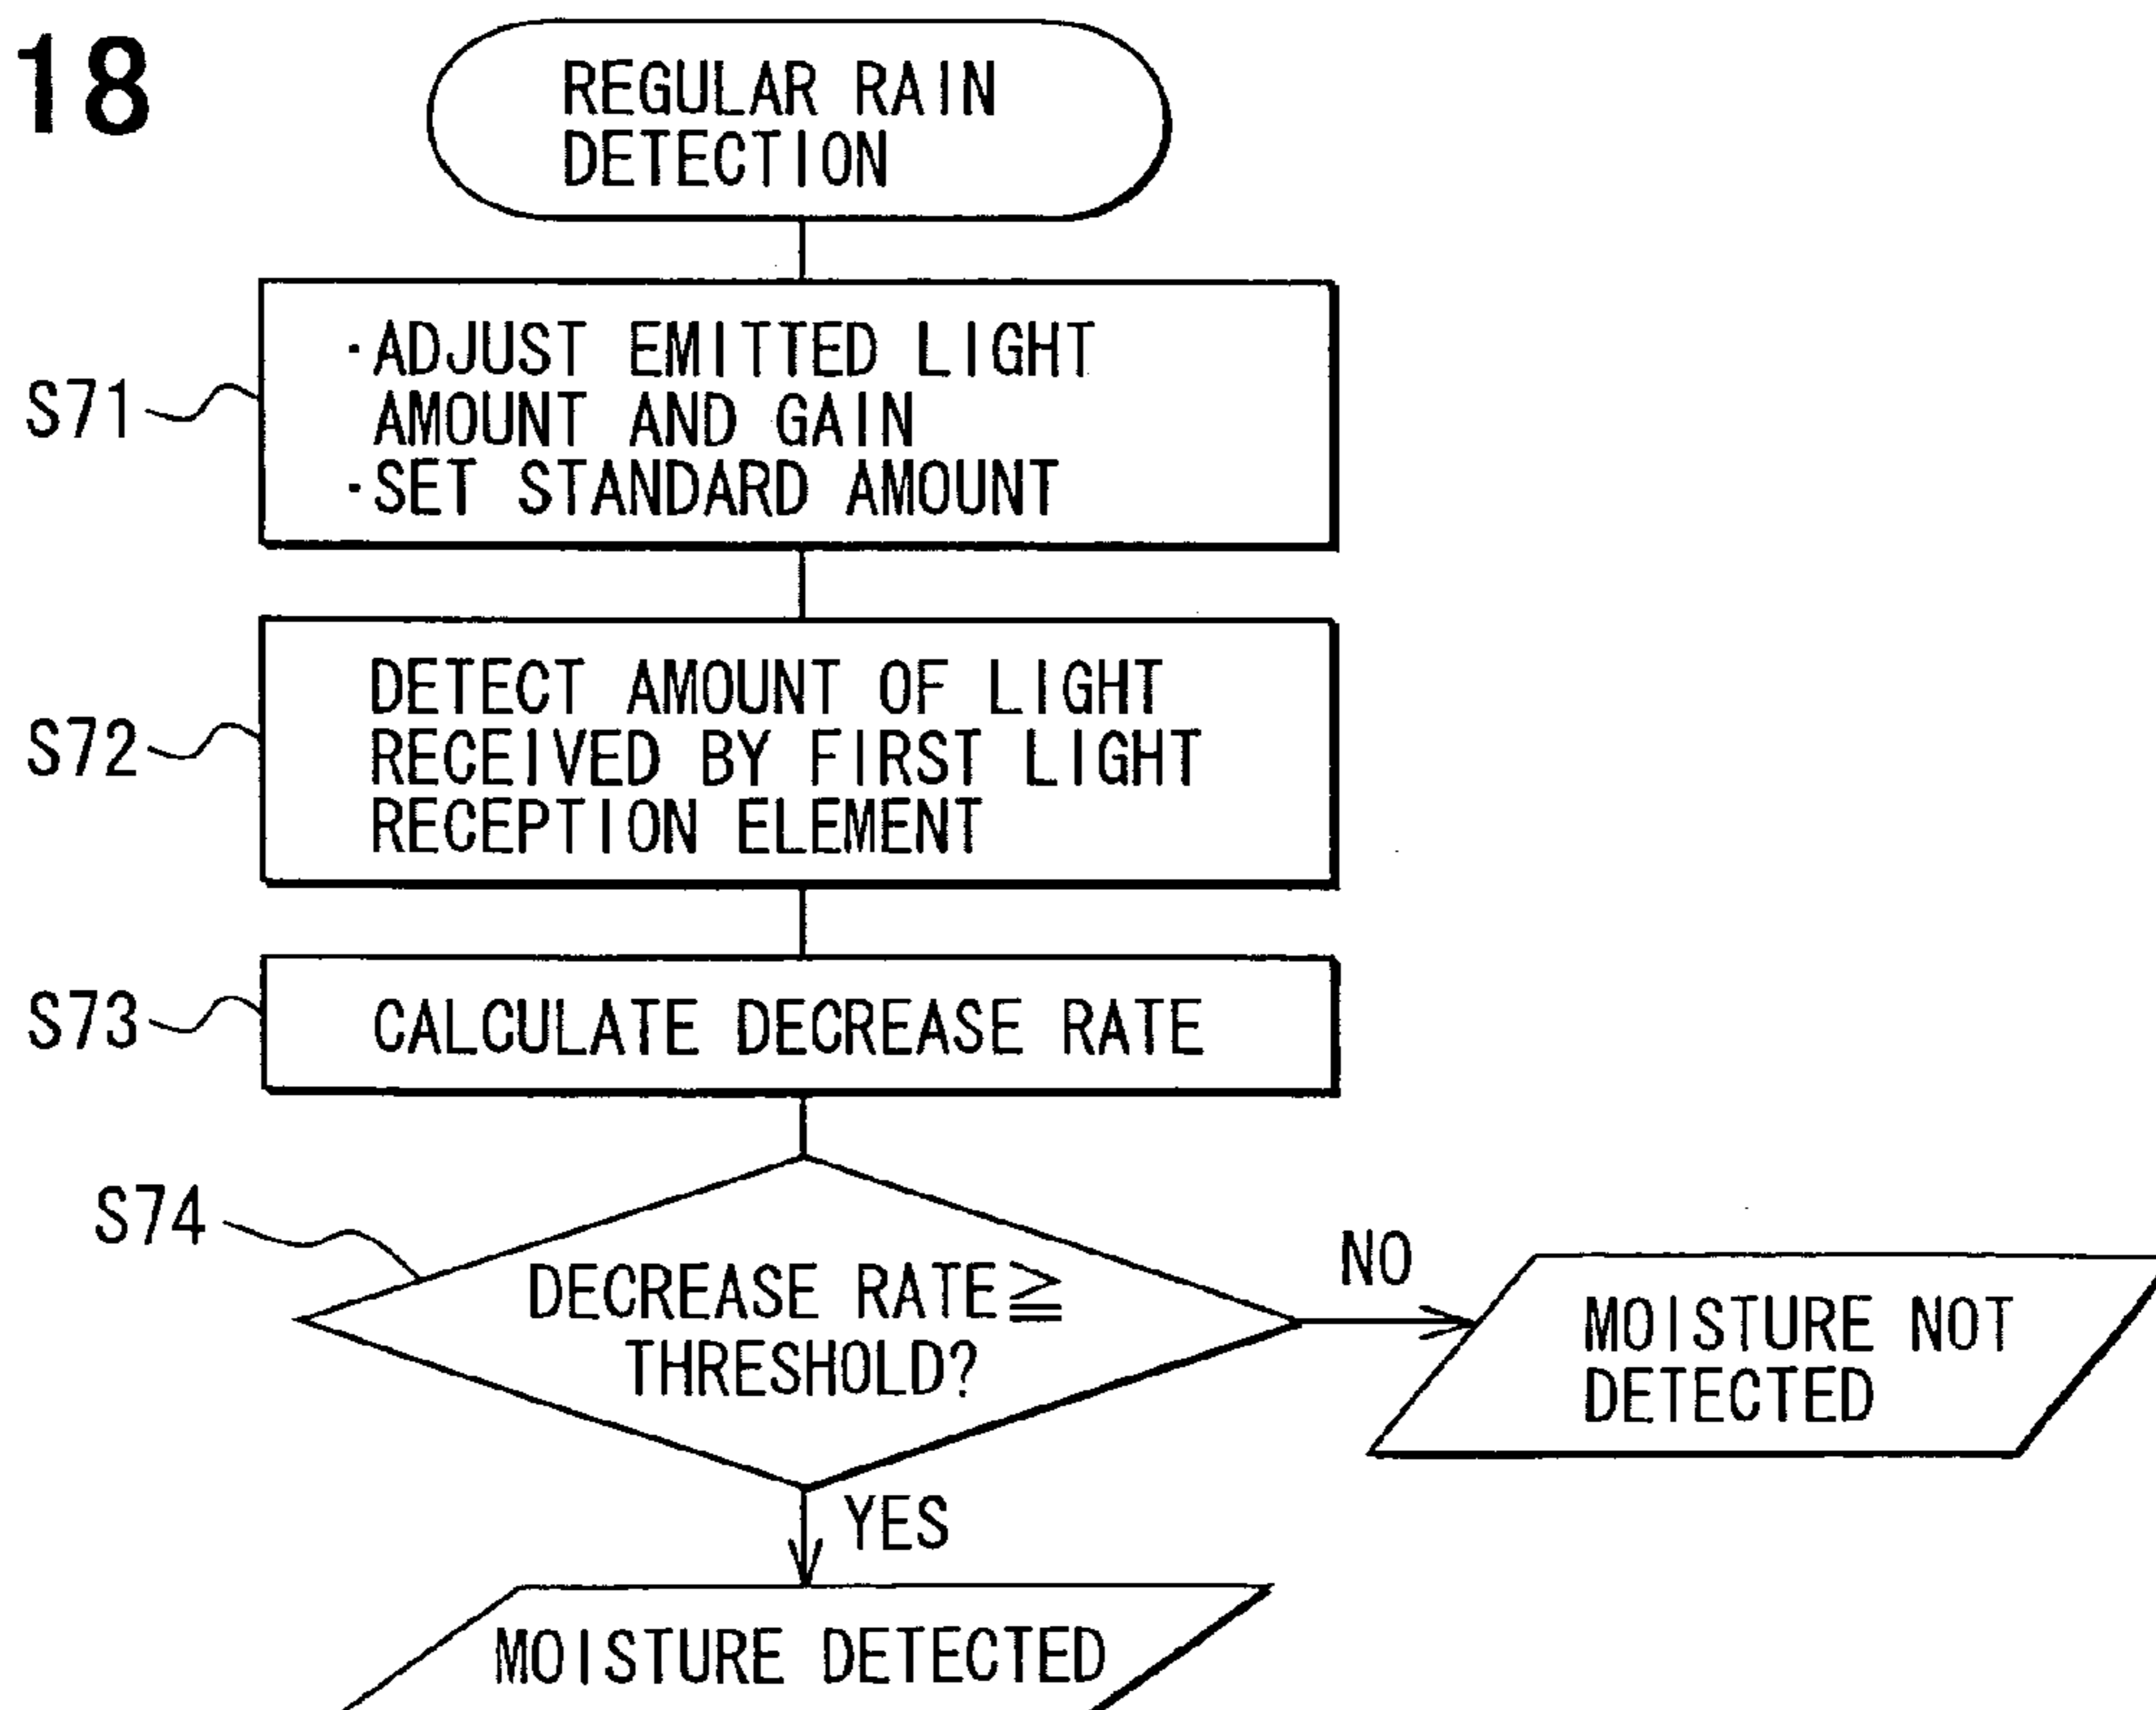 18
REGULAR RAIN
DETECTION
·ADJUST EMITTED LIGHT
AMOUNT AND GAIN
·SET STANDARD AMOUNT
S71
DETECT AMOUNT OF LIGHT
RECEIVED BY FIRST LIGHT
RECEPTION ELEMENT
S72
CALCULATE DECREASE RATE
S73
S74
DECREASE RATE≧
THRESHOLD?
NO
MOISTURE NOT
DETECTED
YES
MOISTURE DETECTED